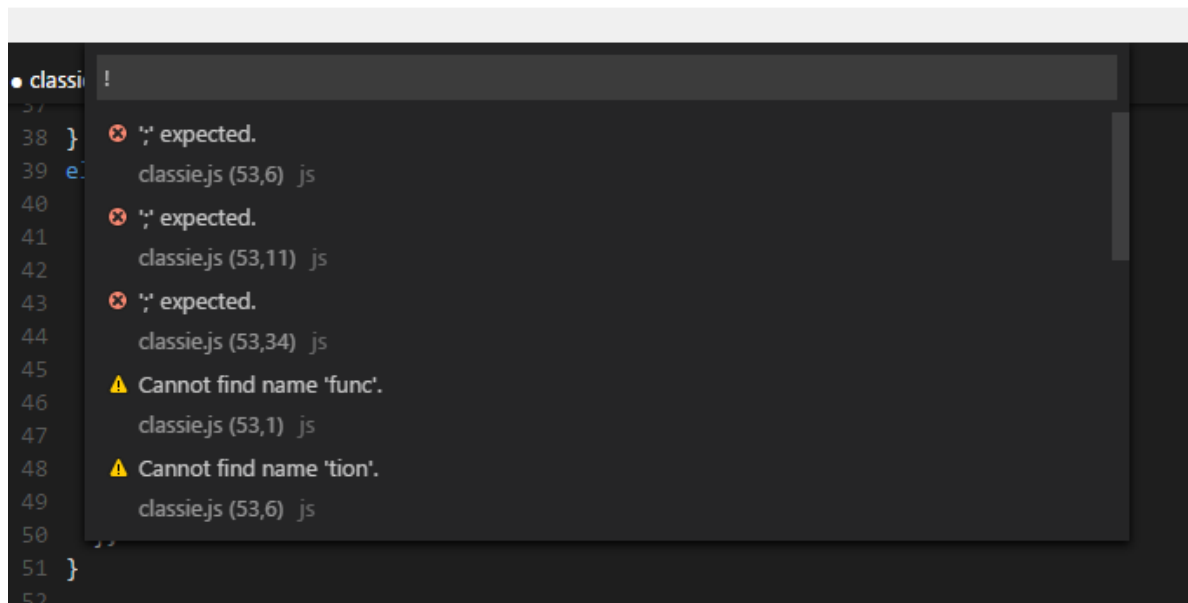 ● classi
!
37
38 }
39 el
40
41
42
43
44
45
46
47
48
49
50
51 }
52
';' expected.
classie.js (53,6) js
';' expected.
classie.js (53,11) js
';' expected.
classie.js (53,34) js
Cannot find name 'func'.
classie.js (53,1) js
Cannot find name 'tion'.
classie.js (53,6) js